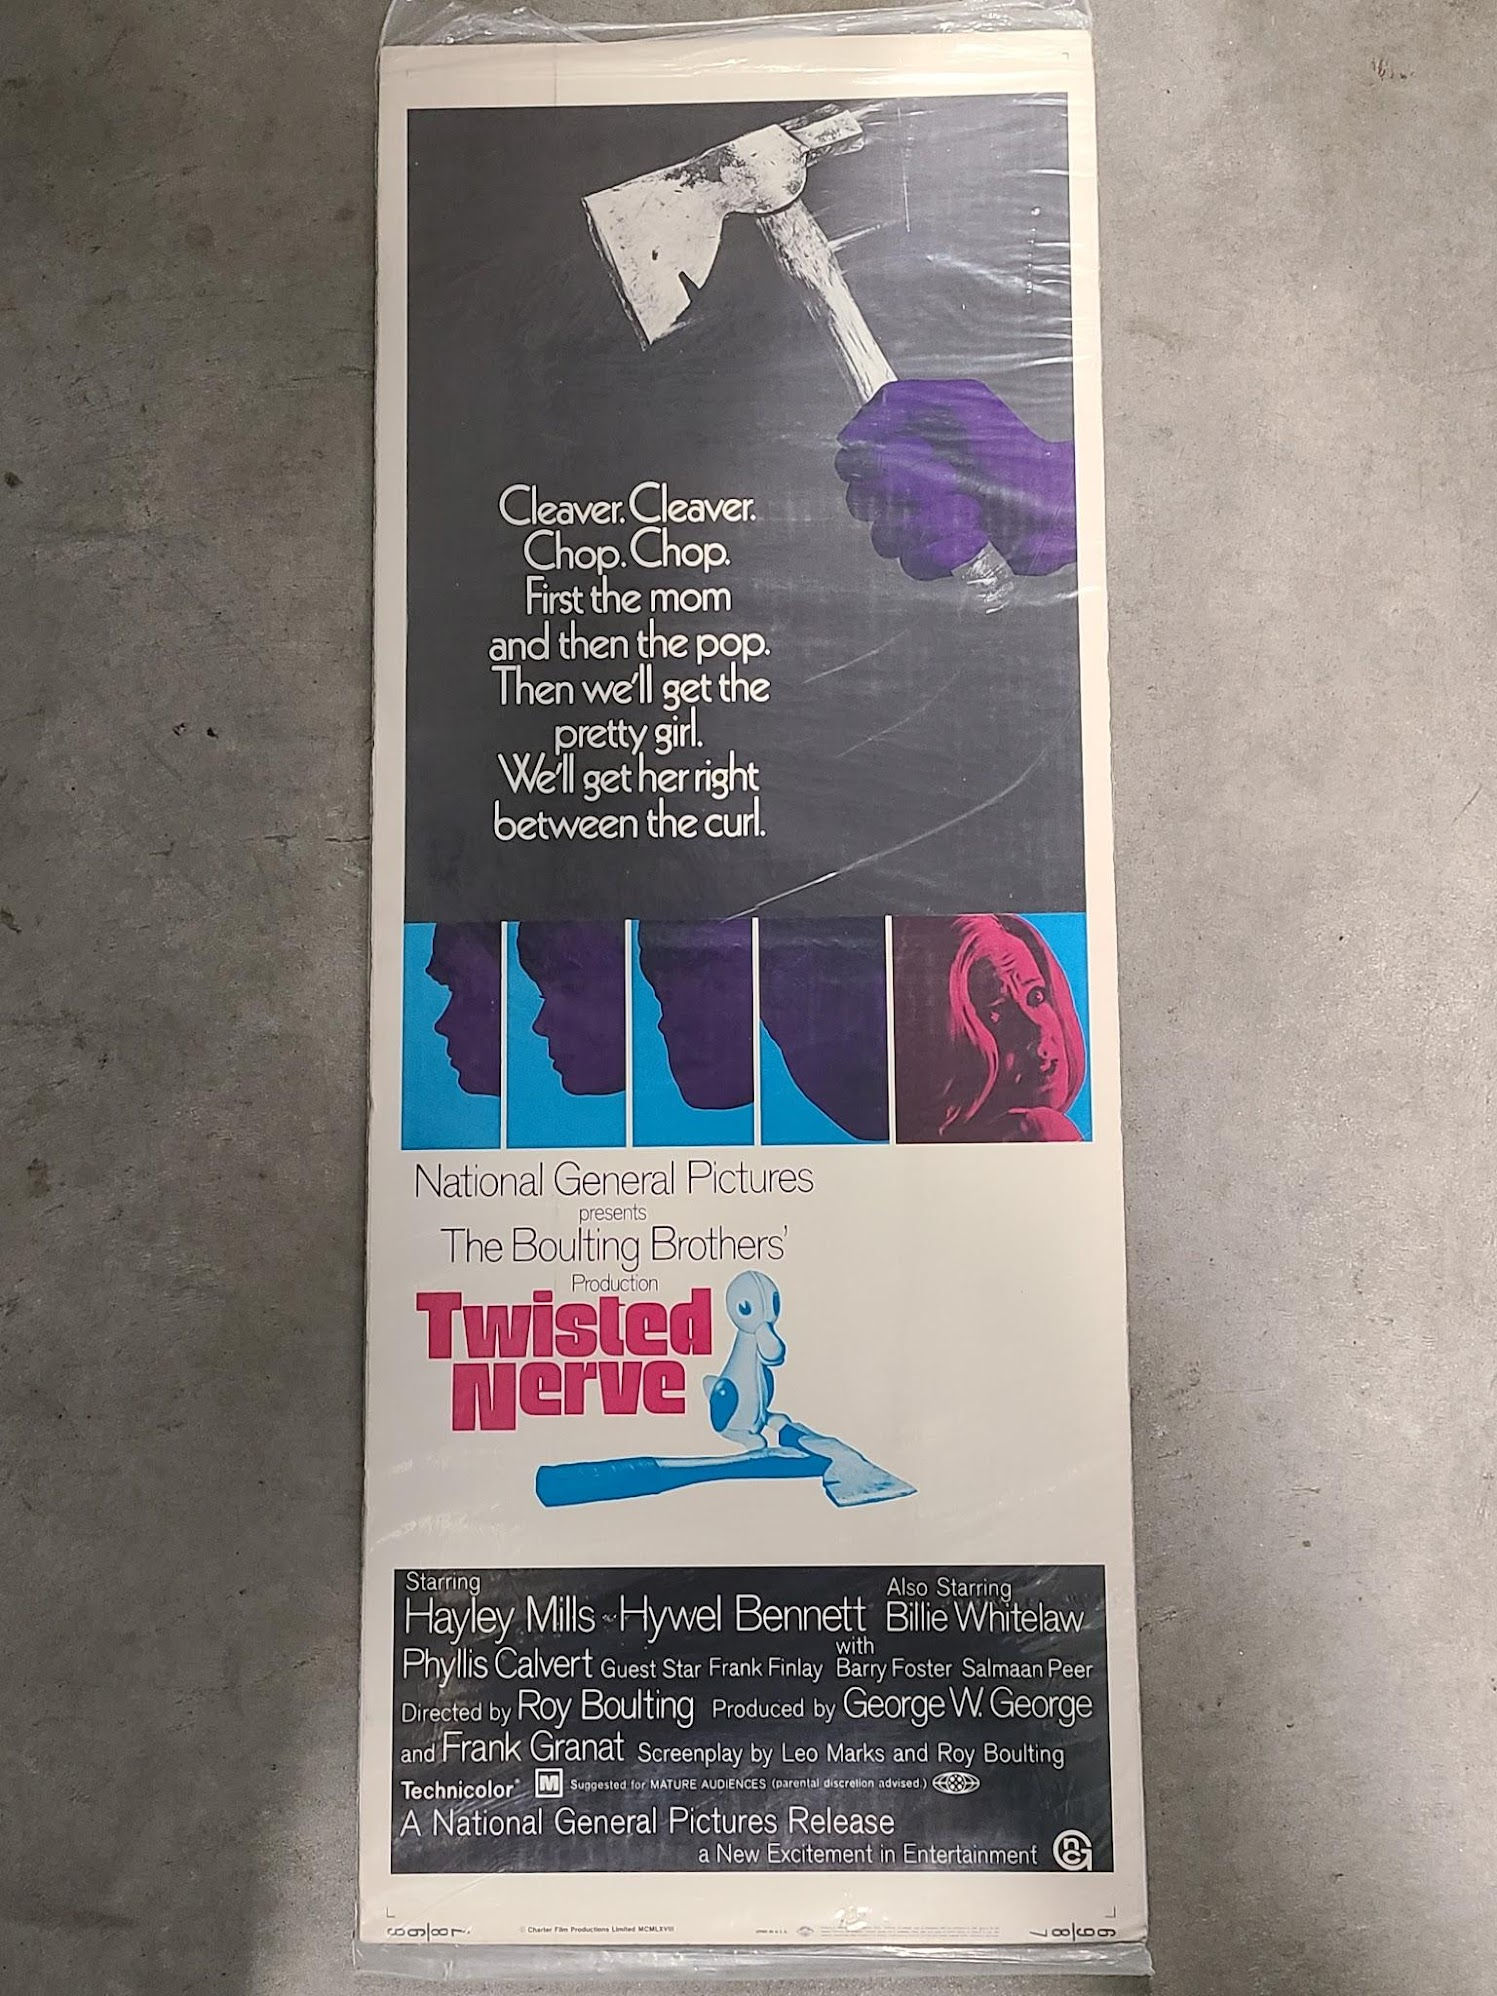 Cleaver. Cleaver.
Chop. Chop.
First the mom
and then the pop.
Then we'll get the
pretty girl.
We'll get her right
between the curl.
National General Pictures
presents
The Boulting Brothers'
Production
Twisted
Nerve
Starring
Hayley Mills · Hywel Bennett
Also Starring
Billie Whitelaw
with
Phyllis Calvert Guest Star Frank Finlay Barry Foster Salmaan Peer
Directed by Roy Boulting Produced by George W. George
and Frank Granat Screenplay by Leo Marks and Roy Boulting
Technicolor® M Suggested for MATURE AUDIENCES (parental discretion advised.)
A National General Pictures Release
a New Excitement in Entertainment ncG
69/87
© Charter Film Productions Limited MCMLXVIII
69/87